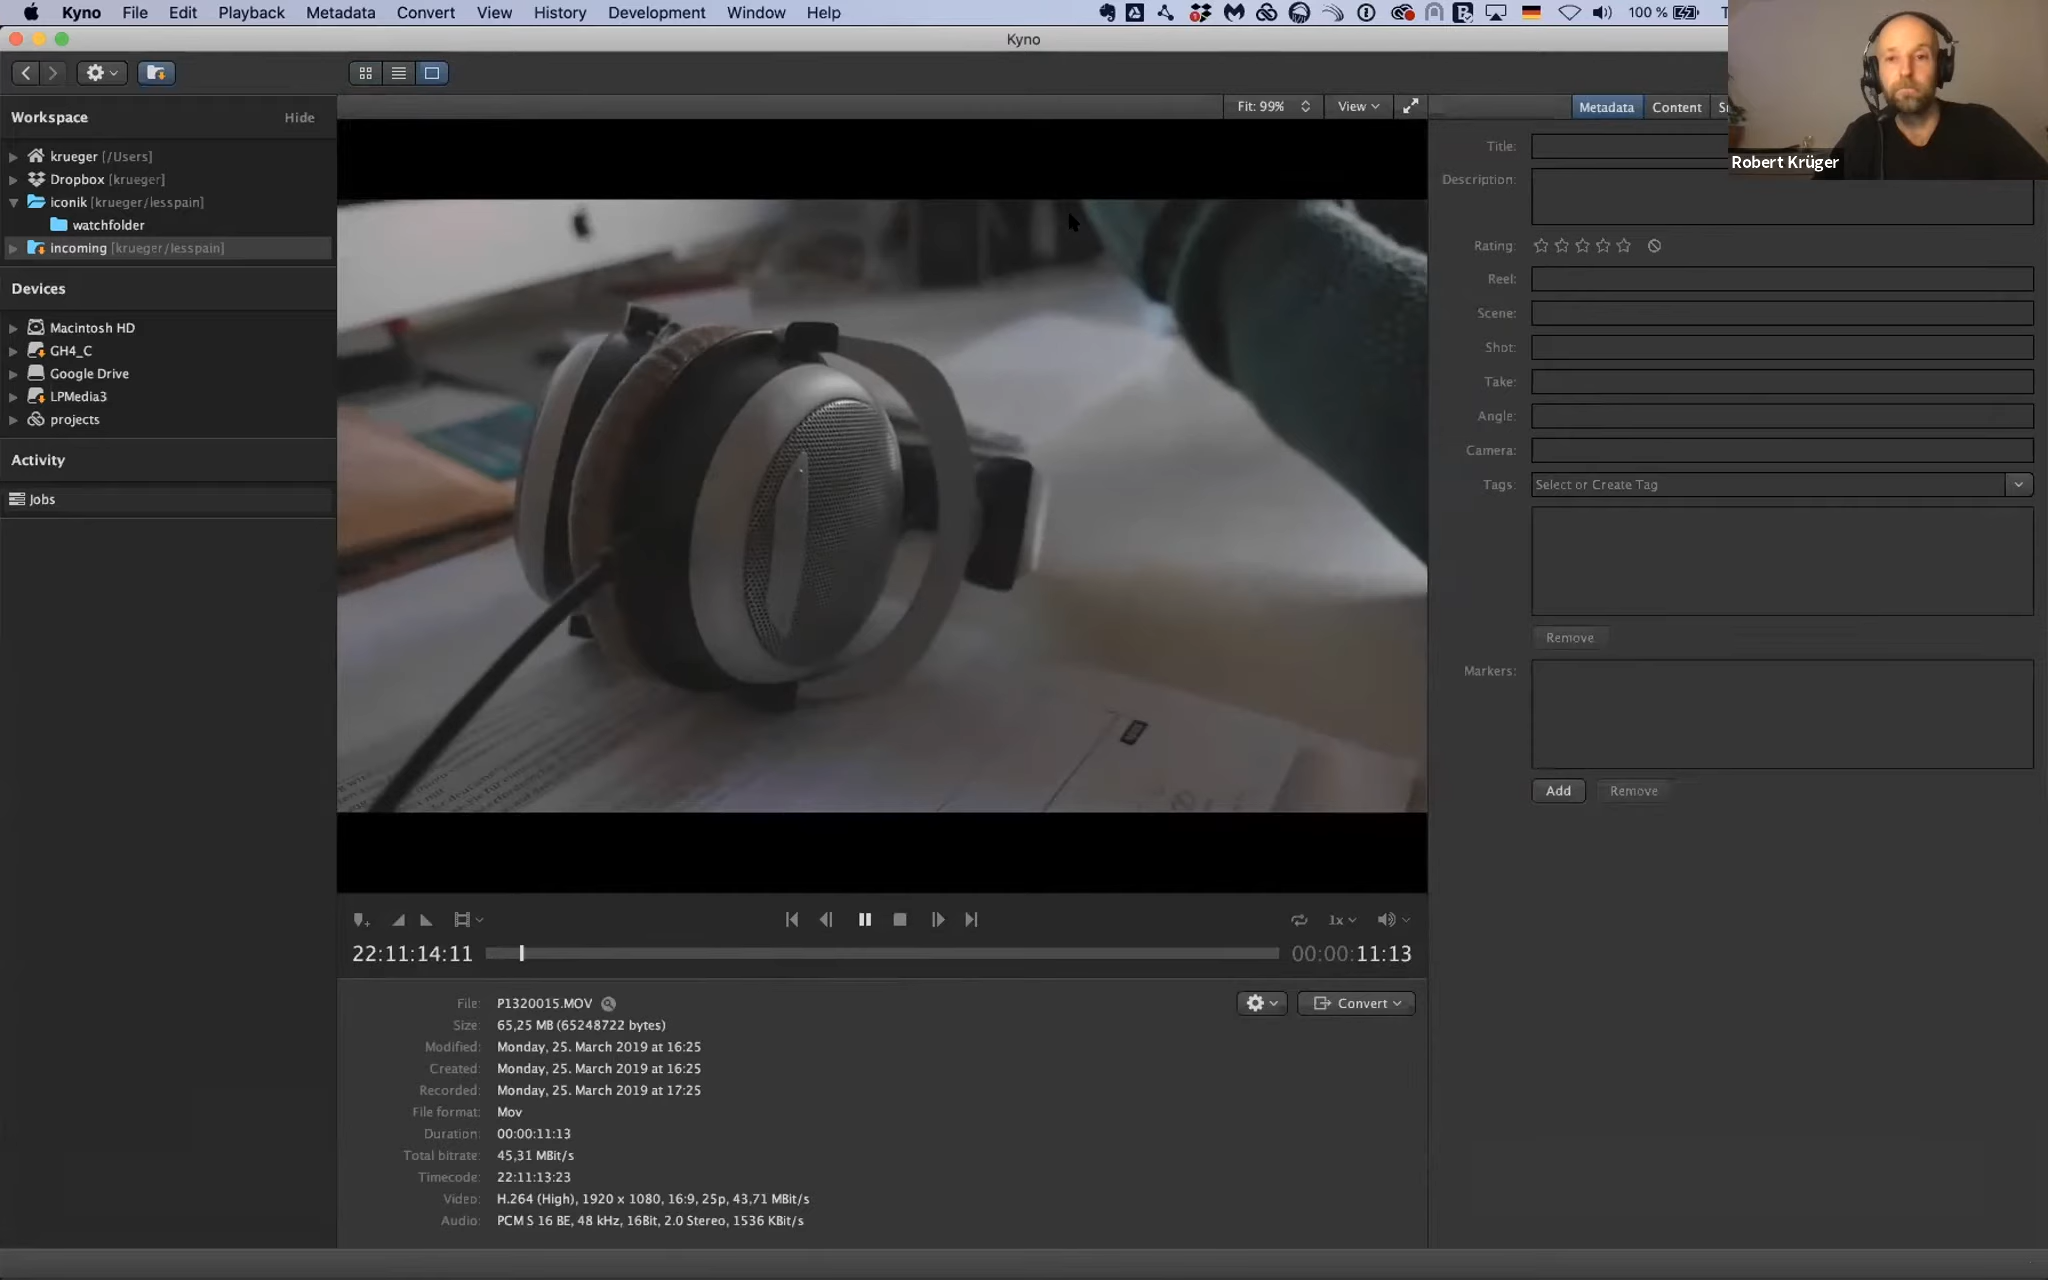 Kyno File Edit Playback Metadata Convert View History Development Window Help 100 %
Kyno
Robert Krüger
Workspace Hide
krueger [/Users]
Dropbox [krueger]
iconik [krueger/lesspain]
watchfolder
incoming [krueger/lesspain]
Devices
Macintosh HD
GH4_C
Google Drive
LPMedia3
projects
Activity
Jobs
Fit: 99% View
Metadata Content
Title:
Description:
Rating:
Reel:
Scene:
Shot:
Take:
Angle:
Camera:
Tags: Select or Create Tag
Remove
Markers:
Add Remove
1x
22:11:14:11 00:00:11:13
File: P1320015.MOV
Convert
Size: 65,25 MB (65248722 bytes)
Modified: Monday, 25. March 2019 at 16:25
Created: Monday, 25. March 2019 at 16:25
Recorded: Monday, 25. March 2019 at 17:25
File format: Mov
Duration: 00:00:11:13
Total bitrate: 45,31 MBit/s
Timecode: 22:11:13:23
Video: H.264 (High), 1920 x 1080, 16:9, 25p, 43,71 MBit/s
Audio: PCM S 16 BE, 48 kHz, 16Bit, 2.0 Stereo, 1536 KBit/s